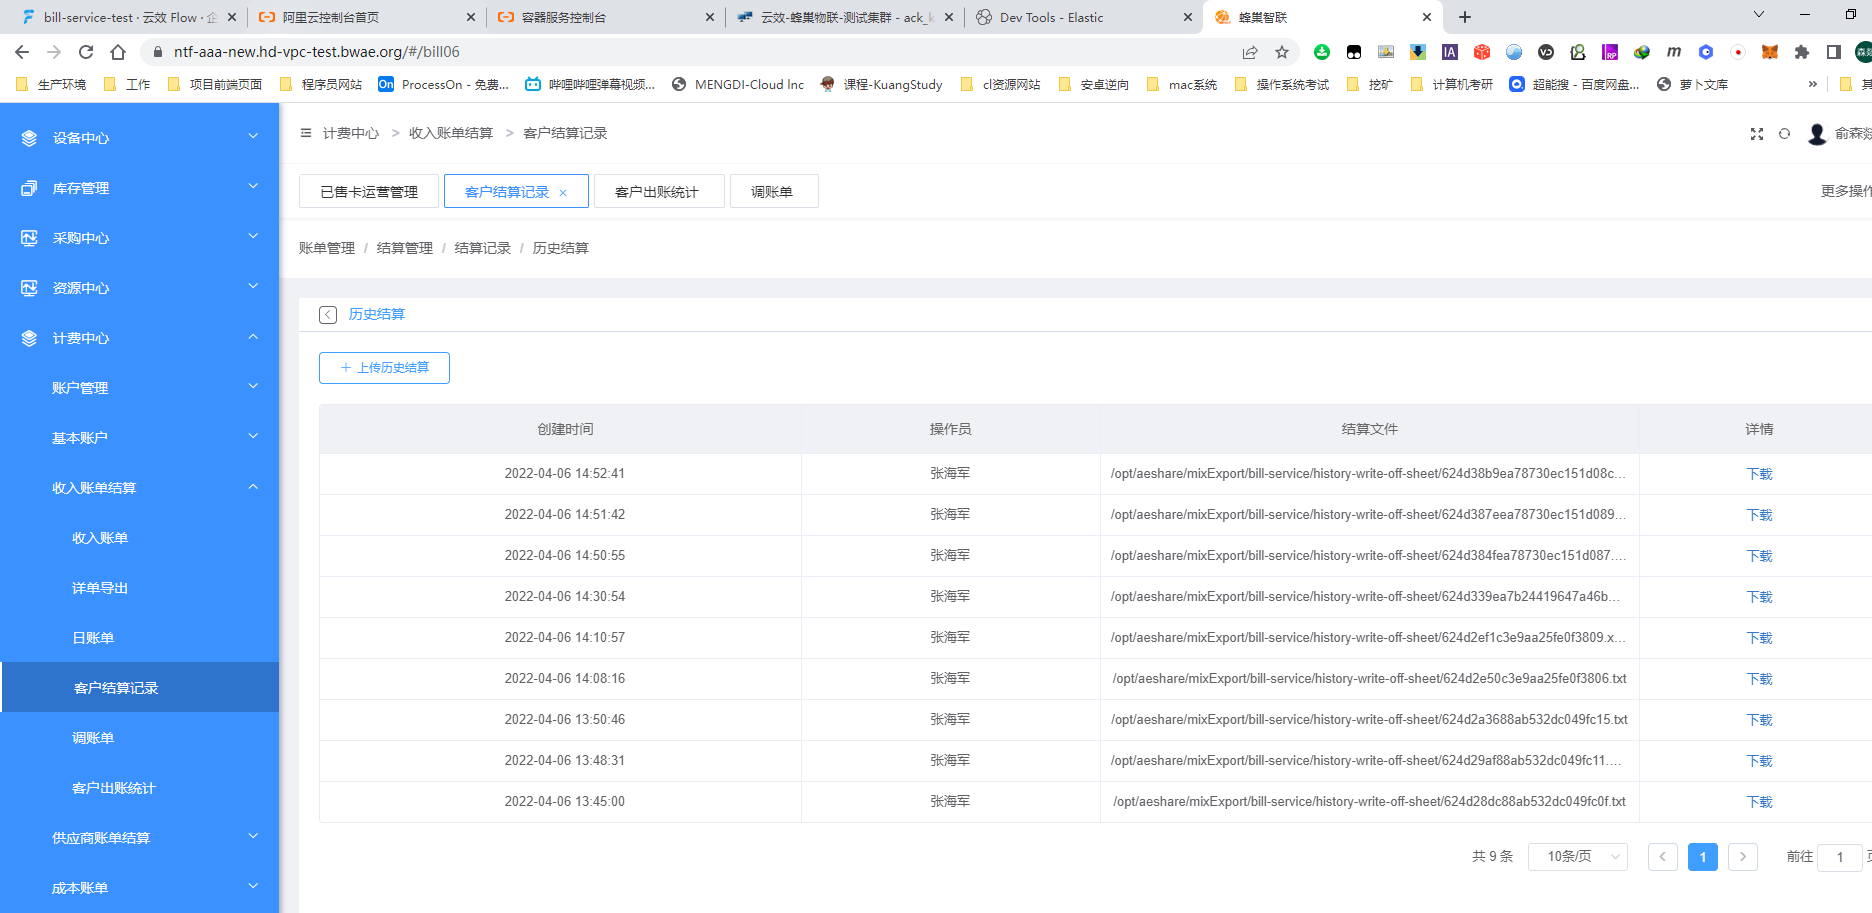 bill-service-test · 云效 Flow · 企
阿里云控制台首页
容器服务控制台
云效-蜂巢物联-测试集群 - ack_k
Dev Tools - Elastic
蜂巢智联
ntf-aaa-new.hd-vpc-test.bwae.org/#/bill06
生产环境
工作
项目前端页面
程序员网站
On ProcessOn - 免费...
哔哩哔哩弹幕视频...
MENGDI-Cloud Inc
课程-KuangStudy
cl资源网站
安卓逆向
mac系统
操作系统考试
挖矿
计算机考研
超能搜 - 百度网盘...
萝卜文库
»
设备中心
库存管理
采购中心
资源中心
计费中心
账户管理
基本账户
收入账单结算
收入账单
详单导出
日账单
客户结算记录
调账单
客户出账统计
供应商账单结算
成本账单
计费中心 > 收入账单结算 > 客户结算记录
俞森
已售卡运营管理
客户结算记录 ×
客户出账统计
调账单
更多操作
账单管理 / 结算管理 / 结算记录 / 历史结算
历史结算
+ 上传历史结算
创建时间 操作员 结算文件 详情
2022-04-06 14:52:41 张海军 /opt/aeshare/mixExport/bill-service/history-write-off-sheet/624d38b9ea78730ec151d08c... 下载
2022-04-06 14:51:42 张海军 /opt/aeshare/mixExport/bill-service/history-write-off-sheet/624d387eea78730ec151d089... 下载
2022-04-06 14:50:55 张海军 /opt/aeshare/mixExport/bill-service/history-write-off-sheet/624d384fea78730ec151d087.... 下载
2022-04-06 14:30:54 张海军 /opt/aeshare/mixExport/bill-service/history-write-off-sheet/624d339ea7b24419647a46b... 下载
2022-04-06 14:10:57 张海军 /opt/aeshare/mixExport/bill-service/history-write-off-sheet/624d2ef1c3e9aa25fe0f3809.x... 下载
2022-04-06 14:08:16 张海军 /opt/aeshare/mixExport/bill-service/history-write-off-sheet/624d2e50c3e9aa25fe0f3806.txt 下载
2022-04-06 13:50:46 张海军 /opt/aeshare/mixExport/bill-service/history-write-off-sheet/624d2a3688ab532dc049fc15.txt 下载
2022-04-06 13:48:31 张海军 /opt/aeshare/mixExport/bill-service/history-write-off-sheet/624d29af88ab532dc049fc11.... 下载
2022-04-06 13:45:00 张海军 /opt/aeshare/mixExport/bill-service/history-write-off-sheet/624d28dc88ab532dc049fc0f.txt 下载
共 9 条 10条/页 < 1 > 前往 1